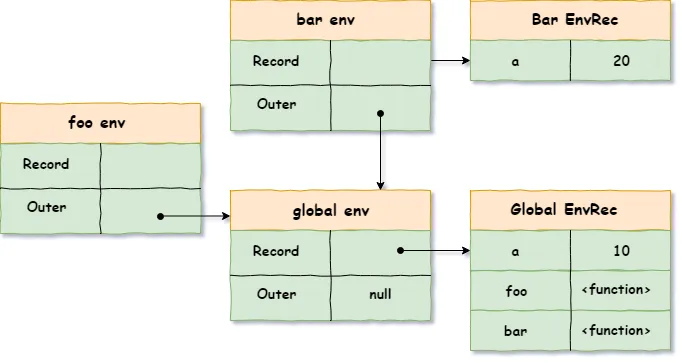 bar env
Record
Outer
Bar EnvRec
a 20
foo env
Record
Outer
global env
Record
Outer null
Global EnvRec
a 10
foo <function>
bar <function>